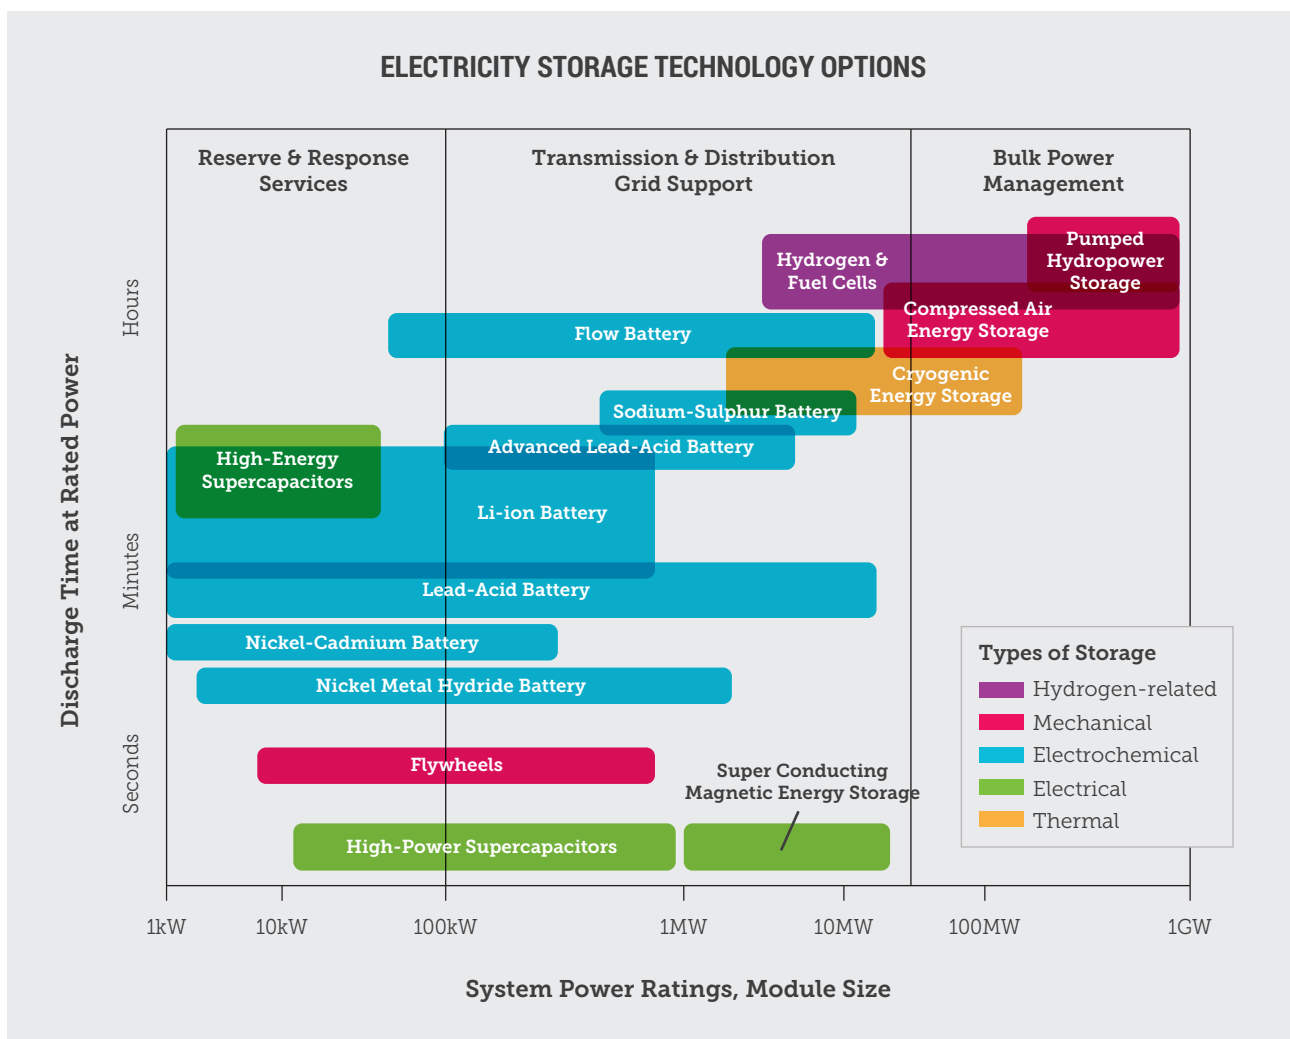 ELECTRICITY STORAGE TECHNOLOGY OPTIONS
Reserve & Response
Services
Transmission & Distribution
Grid Support
Bulk Power
Management
Pumped
Hydropower
Storage
Hydrogen &
Fuel Cells
Compressed Air
Energy Storage
Flow Battery
Cryogenic
Energy Storage
Sodium-Sulphur Battery
Advanced Lead-Acid Battery
High-Energy
Supercapacitors
Li-ion Battery
Lead-Acid Battery
Nickel-Cadmium Battery
Nickel Metal Hydride Battery
Flywheels
Super Conducting
Magnetic Energy Storage
High-Power Supercapacitors
Discharge Time at Rated Power
Hours
Minutes
Seconds
Types of Storage
Hydrogen-related
Mechanical
Electrochemical
Electrical
Thermal
1kW
10kW
100kW
1MW
10MW
100MW
1GW
System Power Ratings, Module Size